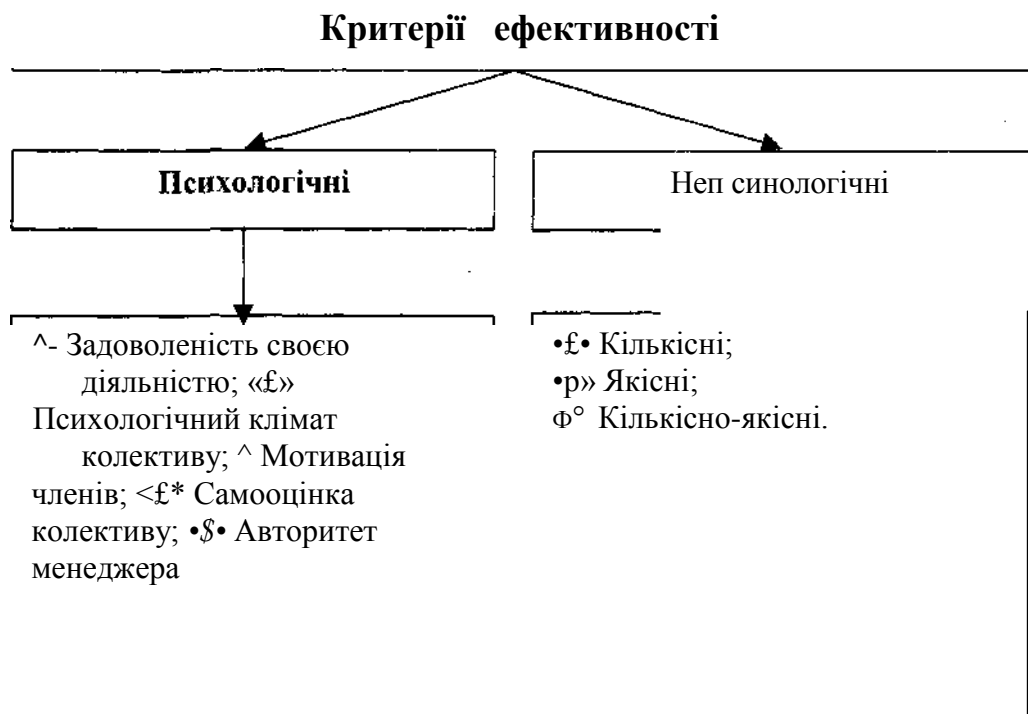 Критерії ефективності
Психологічні
Неп синологічні
^- Задоволеність своєю
діяльністю; «£»
Психологічний клімат
колективу; ^ Мотивація
членів; <£* Самооцінка
колективу; •$• Авторитет
менеджера
•£• Кількісні;
•р» Якісні;
Ф° Кількісно-якісні.